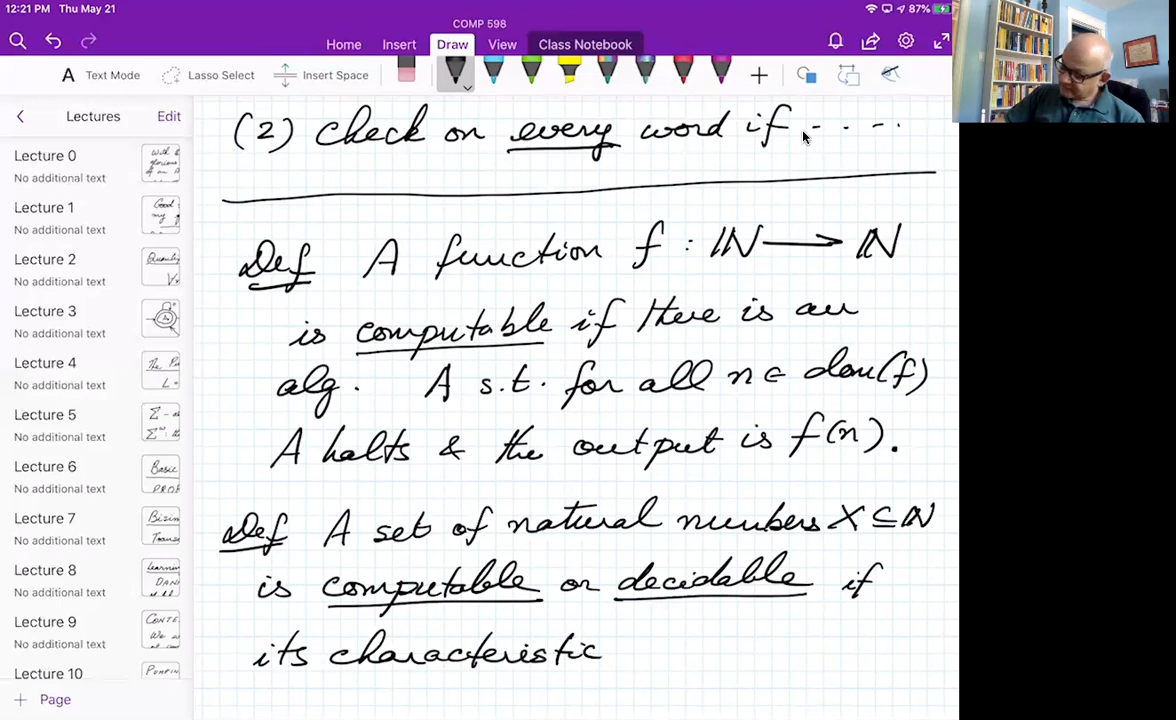 12:21 PM Thu May 21
87%
COMP 598
Home Insert Draw View Class Notebook
A Text Mode Lasso Select Insert Space
Lectures Edit
Lecture 0
No additional text
Lecture 1
No additional text
Lecture 2
No additional text
Lecture 3
No additional text
Lecture 4
No additional text
Lecture 5
No additional text
Lecture 6
No additional text
Lecture 7
No additional text
Lecture 8
No additional text
Lecture 9
No additional text
Lecture 10
No additional text
+ Page
(2) Check on every word if - . . - .
Def A function f : ℕ → ℕ
is computable if there is an
alg. A s.t. for all n ∈ dom(f)
A halts & the output is f(n).
Def A set of natural numbers X ⊆ ℕ
is computable or decidable if
its characteristic